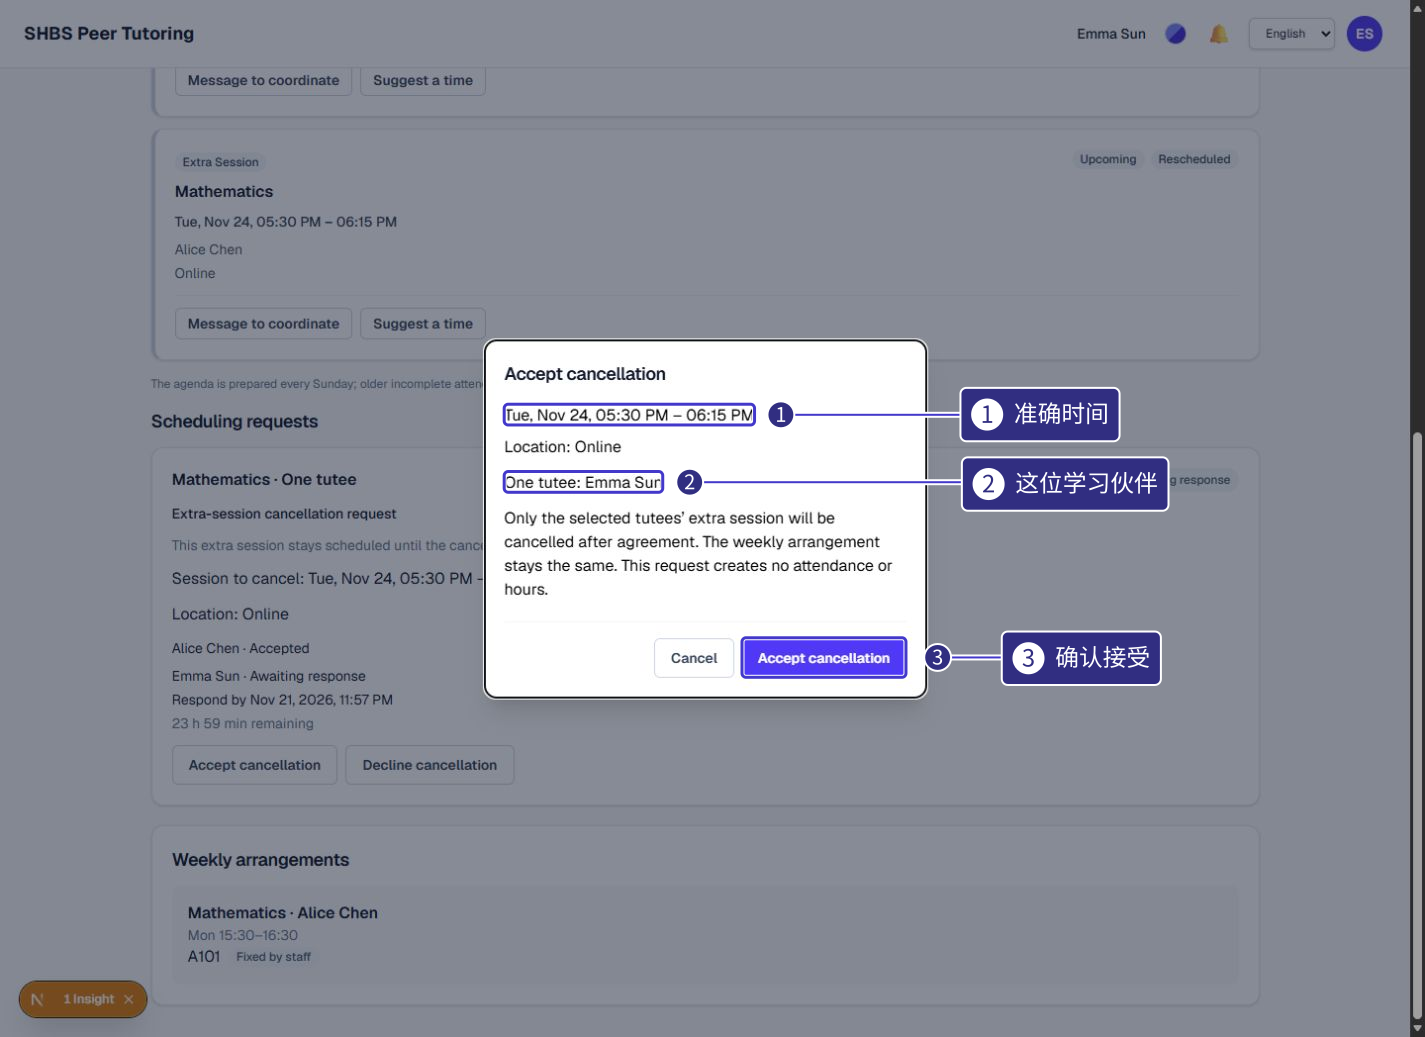 SHBS Peer Tutoring
Emma Sun
English
ES
Message to coordinate
Suggest a time
Extra Session
Upcoming
Rescheduled
Mathematics
Tue, Nov 24, 05:30 PM – 06:15 PM
Alice Chen
Online
Message to coordinate
Suggest a time
The agenda is prepared every Sunday; older incomplete atten
Scheduling requests
Mathematics · One tutee
g response
Extra-session cancellation request
This extra session stays scheduled until the cance
Session to cancel: Tue, Nov 24, 05:30 PM –
Location: Online
Alice Chen · Accepted
Emma Sun · Awaiting response
Respond by Nov 21, 2026, 11:57 PM
23 h 59 min remaining
Accept cancellation
Decline cancellation
Accept cancellation
Tue, Nov 24, 05:30 PM – 06:15 PM
1
1 准确时间
Location: Online
One tutee: Emma Sun
2
2 这位学习伙伴
Only the selected tutees’ extra session will be
cancelled after agreement. The weekly arrangement
stays the same. This request creates no attendance or
hours.
Cancel
Accept cancellation
3
3 确认接受
Weekly arrangements
Mathematics · Alice Chen
Mon 15:30–16:30
A101
Fixed by staff
N
1 Insight ×